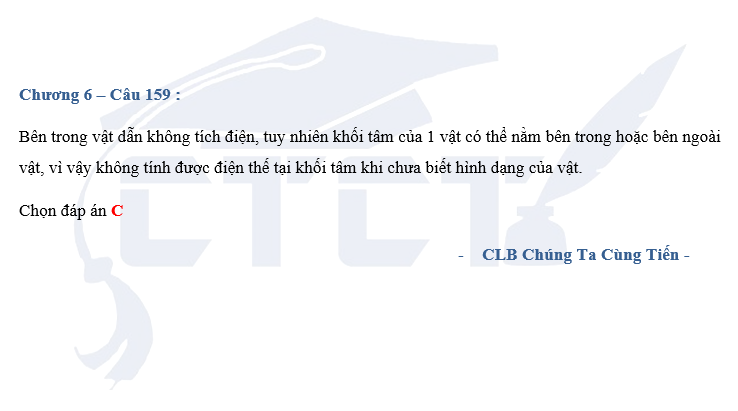 Chương 6 – Câu 159 :
Bên trong vật dẫn không tích điện, tuy nhiên khối tâm của 1 vật có thể nằm bên trong hoặc bên ngoài
vật, vì vậy không tính được điện thế tại khối tâm khi chưa biết hình dạng của vật.
Chọn đáp án C
CTCT
- CLB Chúng Ta Cùng Tiến -